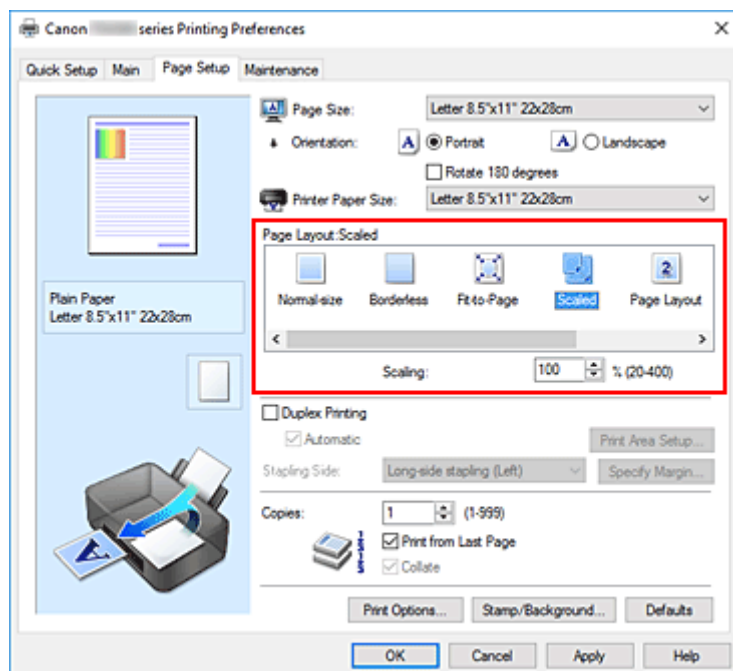 Canon series Printing Preferences
Quick Setup Main Page Setup Maintenance
Page Size: Letter 8.5"x11" 22x28cm
Orientation: A Portrait A Landscape
Rotate 180 degrees
Printer Paper Size: Letter 8.5"x11" 22x28cm
Page Layout:Scaled
Normal-size Borderless Fit-to-Page Scaled 2 Page Layout
Scaling: 100 % (20-400)
Plain Paper
Letter 8.5"x11" 22x28cm
Duplex Printing
Automatic Print Area Setup...
Stapling Side: Long-side stapling (Left) Specify Margin...
Copies: 1 (1-999)
Print from Last Page
Collate
A
Print Options... Stamp/Background... Defaults
OK Cancel Apply Help